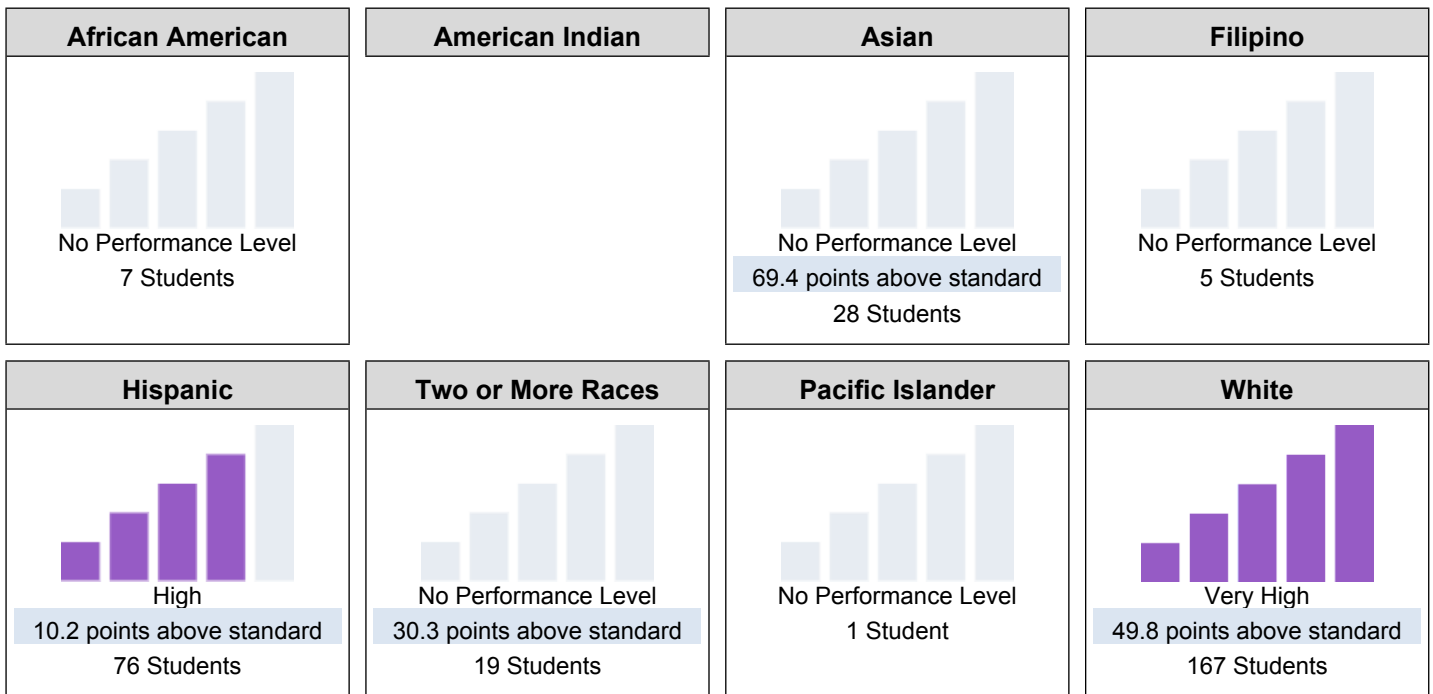 African American
No Performance Level
7 Students
American Indian
Asian
No Performance Level
69.4 points above standard
28 Students
Filipino
No Performance Level
5 Students
Hispanic
High
10.2 points above standard
76 Students
Two or More Races
No Performance Level
30.3 points above standard
19 Students
Pacific Islander
No Performance Level
1 Student
White
Very High
49.8 points above standard
167 Students